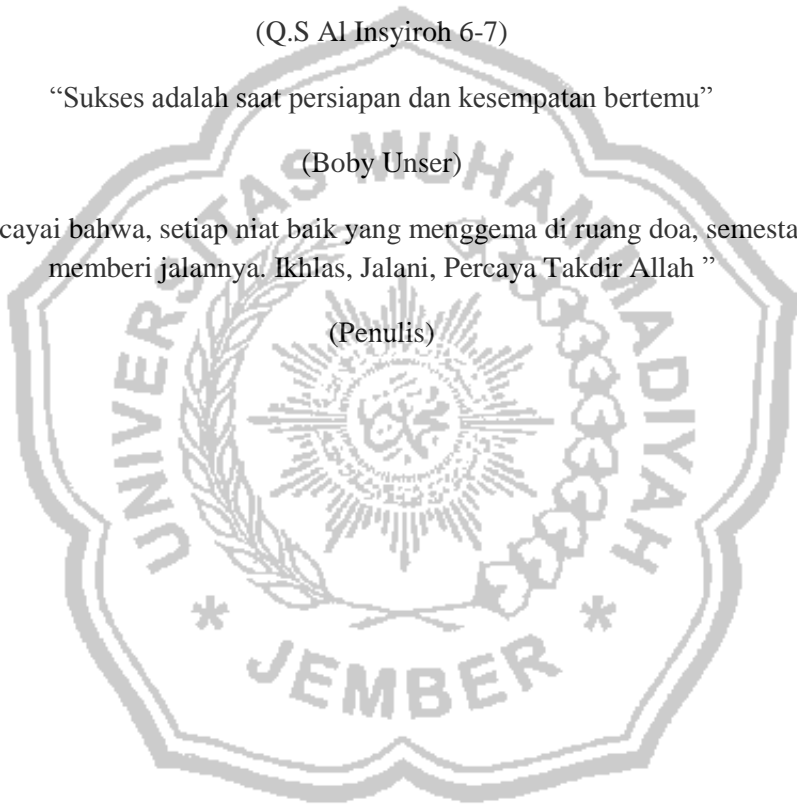 (Q.S Al Insyiroh 6-7)
“Sukses adalah saat persiapan dan kesempatan bertemu”
(Boby Unser)
cayai bahwa, setiap niat baik yang menggema di ruang doa, semesta
memberi jalannya. Ikhlas, Jalani, Percaya Takdir Allah ”
(Penulis)
UNIVERSITAS MUHAMMADIYAH
* JEMBER *